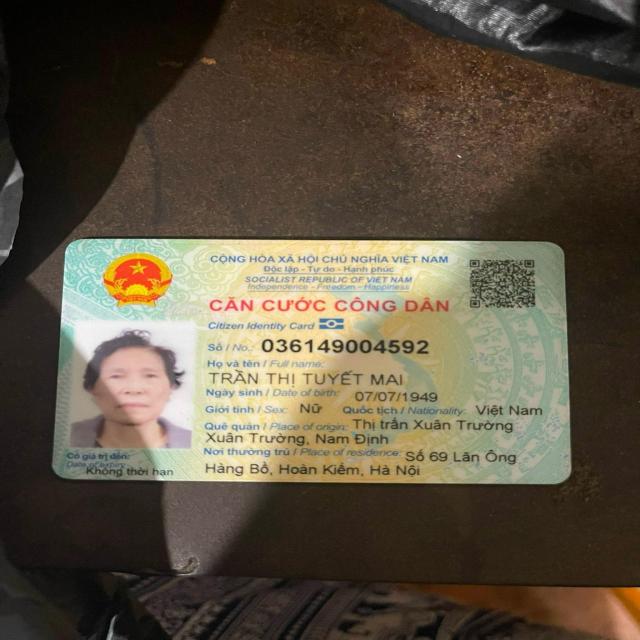 CỘNG HÒA XÃ HỘI CHỦ NGHĨA VIỆT NAM
Độc lập - Tự do - Hạnh phúc
SOCIALIST REPUBLIC OF VIET NAM
Independence - Freedom - Happiness
CĂN CƯỚC CÔNG DÂN
Citizen Identity Card
Số / No.: 036149004592
Họ và tên / Full name:
TRẦN THỊ TUYẾT MAI
Ngày sinh / Date of birth: 07/07/1949
Giới tính / Sex: Nữ Quốc tịch / Nationality: Việt Nam
Quê quán / Place of origin: Thị trấn Xuân Trường
Xuân Trường, Nam Định
Nơi thường trú / Place of residence: Số 69 Lãn Ông
Hàng Bồ, Hoàn Kiếm, Hà Nội
Có giá trị đến:
Date of expiry
Không thời hạn